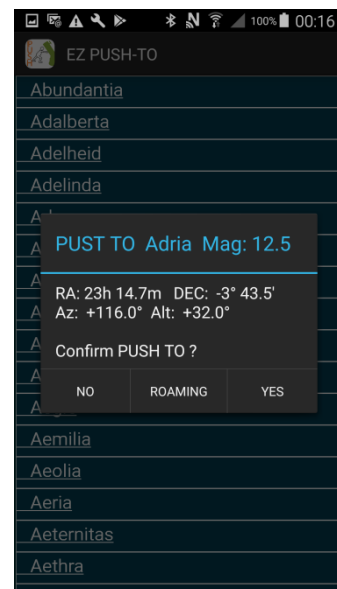 100% 00:16
EZ PUSH-TO
Abundantia
Adalberta
Adelheid
Adelinda
PUST TO Adria Mag: 12.5
RA: 23h 14.7m DEC: -3° 43.5'
Az: +116.0° Alt: +32.0°
Confirm PUSH TO ?
NO ROAMING YES
Aemilia
Aeolia
Aeria
Aeternitas
Aethra